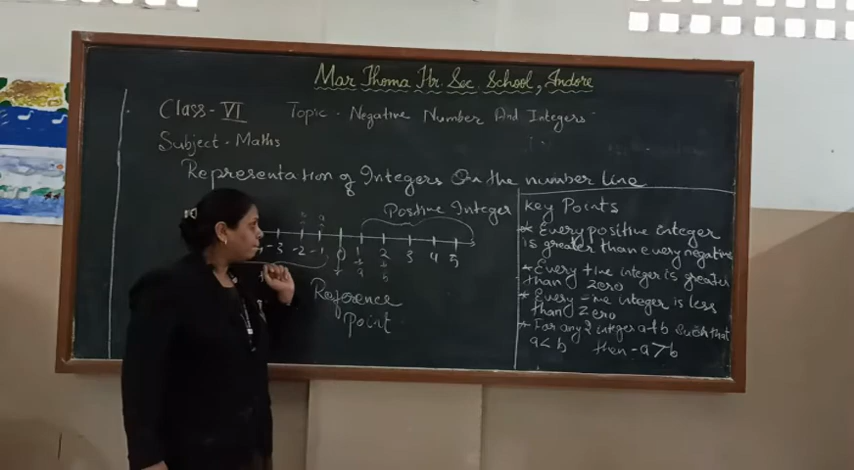 Mar Thoma Hr. Sec. School, Indore
Class - VI Topic - Negative Number And Integers
Subject - Maths
Representation of Integers On the number line
Positive Integer
-3 -2 -1 0 1 2 3 4 5
a b
Reference
Point
Key Points
* Every positive integer
is greater than every negative
* Every +ive integer is greater
than zero
* Every -ive integer is less
than zero
* For any 2 integer a+b such that
a < b then -a > b